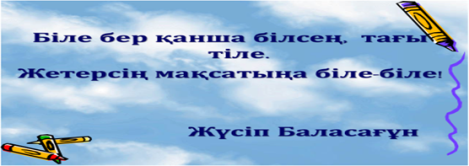 Біле бер қанша білсең, тағы
тіле.
Жетерсің мақсатыңа біле-біле!
Жүсіп Баласағұн